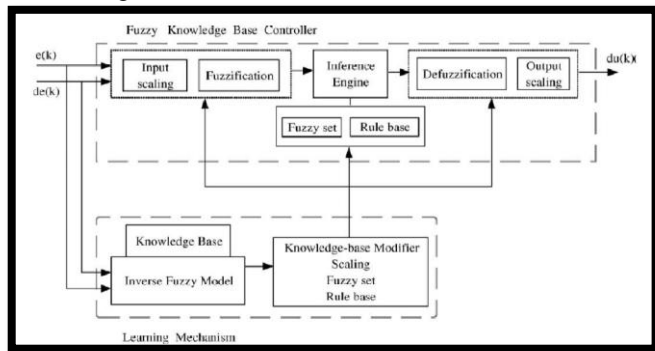 Fuzzy Knowledge Base Controller
e(k)
de(k)
Input
scaling
Fuzzification
Inference
Engine
Defuzzification
Output
scaling
du(k)
Fuzzy set
Rule base
Knowledge Base
Inverse Fuzzy Model
Knowledge-base Modifier
Scaling
Fuzzy set
Rule base
Learning Mechanism